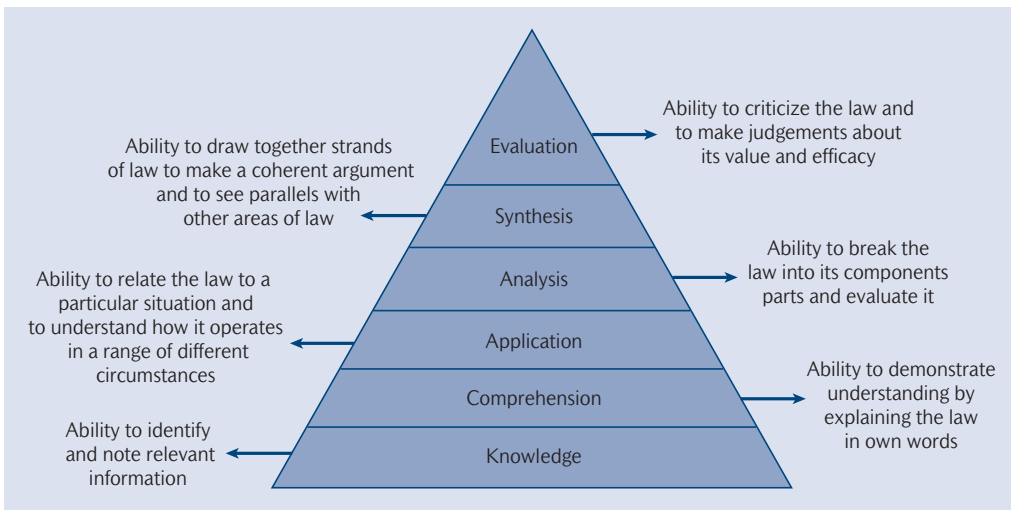 Evaluation
Ability to criticize the law and
to make judgements about
its value and efficacy
Ability to draw together strands
of law to make a coherent argument
and to see parallels with
other areas of law
Synthesis
Analysis
Ability to break the
law into its components
parts and evaluate it
Ability to relate the law to a
particular situation and
to understand how it operates
in a range of different
circumstances
Application
Comprehension
Ability to demonstrate
understanding by
explaining the law
in own words
Ability to identify
and note relevant
information
Knowledge